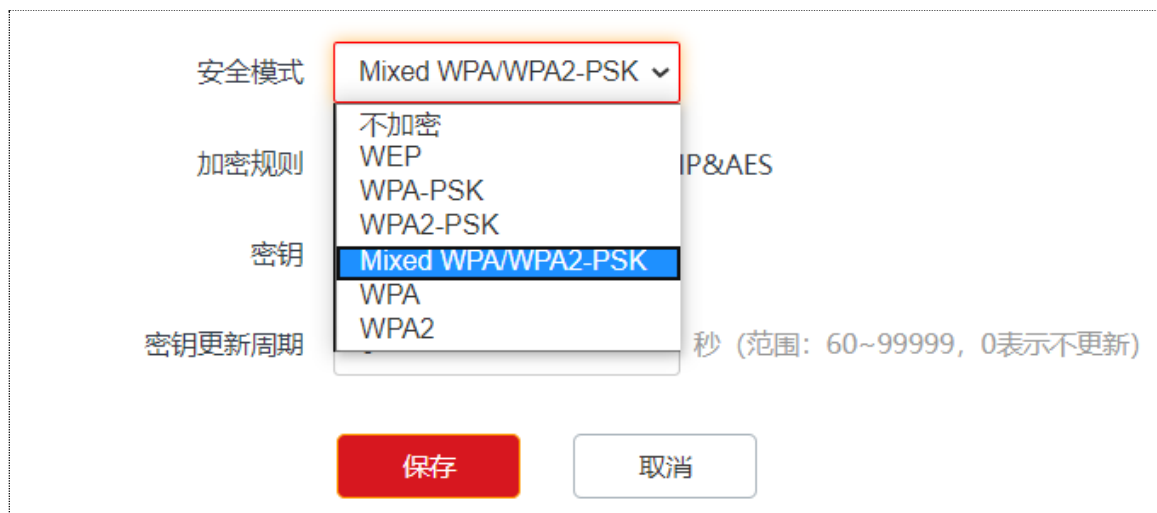 安全模式 Mixed WPA/WPA2-PSK
不加密
WEP
加密规则 IP&AES
WPA-PSK
WPA2-PSK
密钥 Mixed WPA/WPA2-PSK
WPA
WPA2
密钥更新周期 秒 (范围：60~99999，0表示不更新)
保存 取消